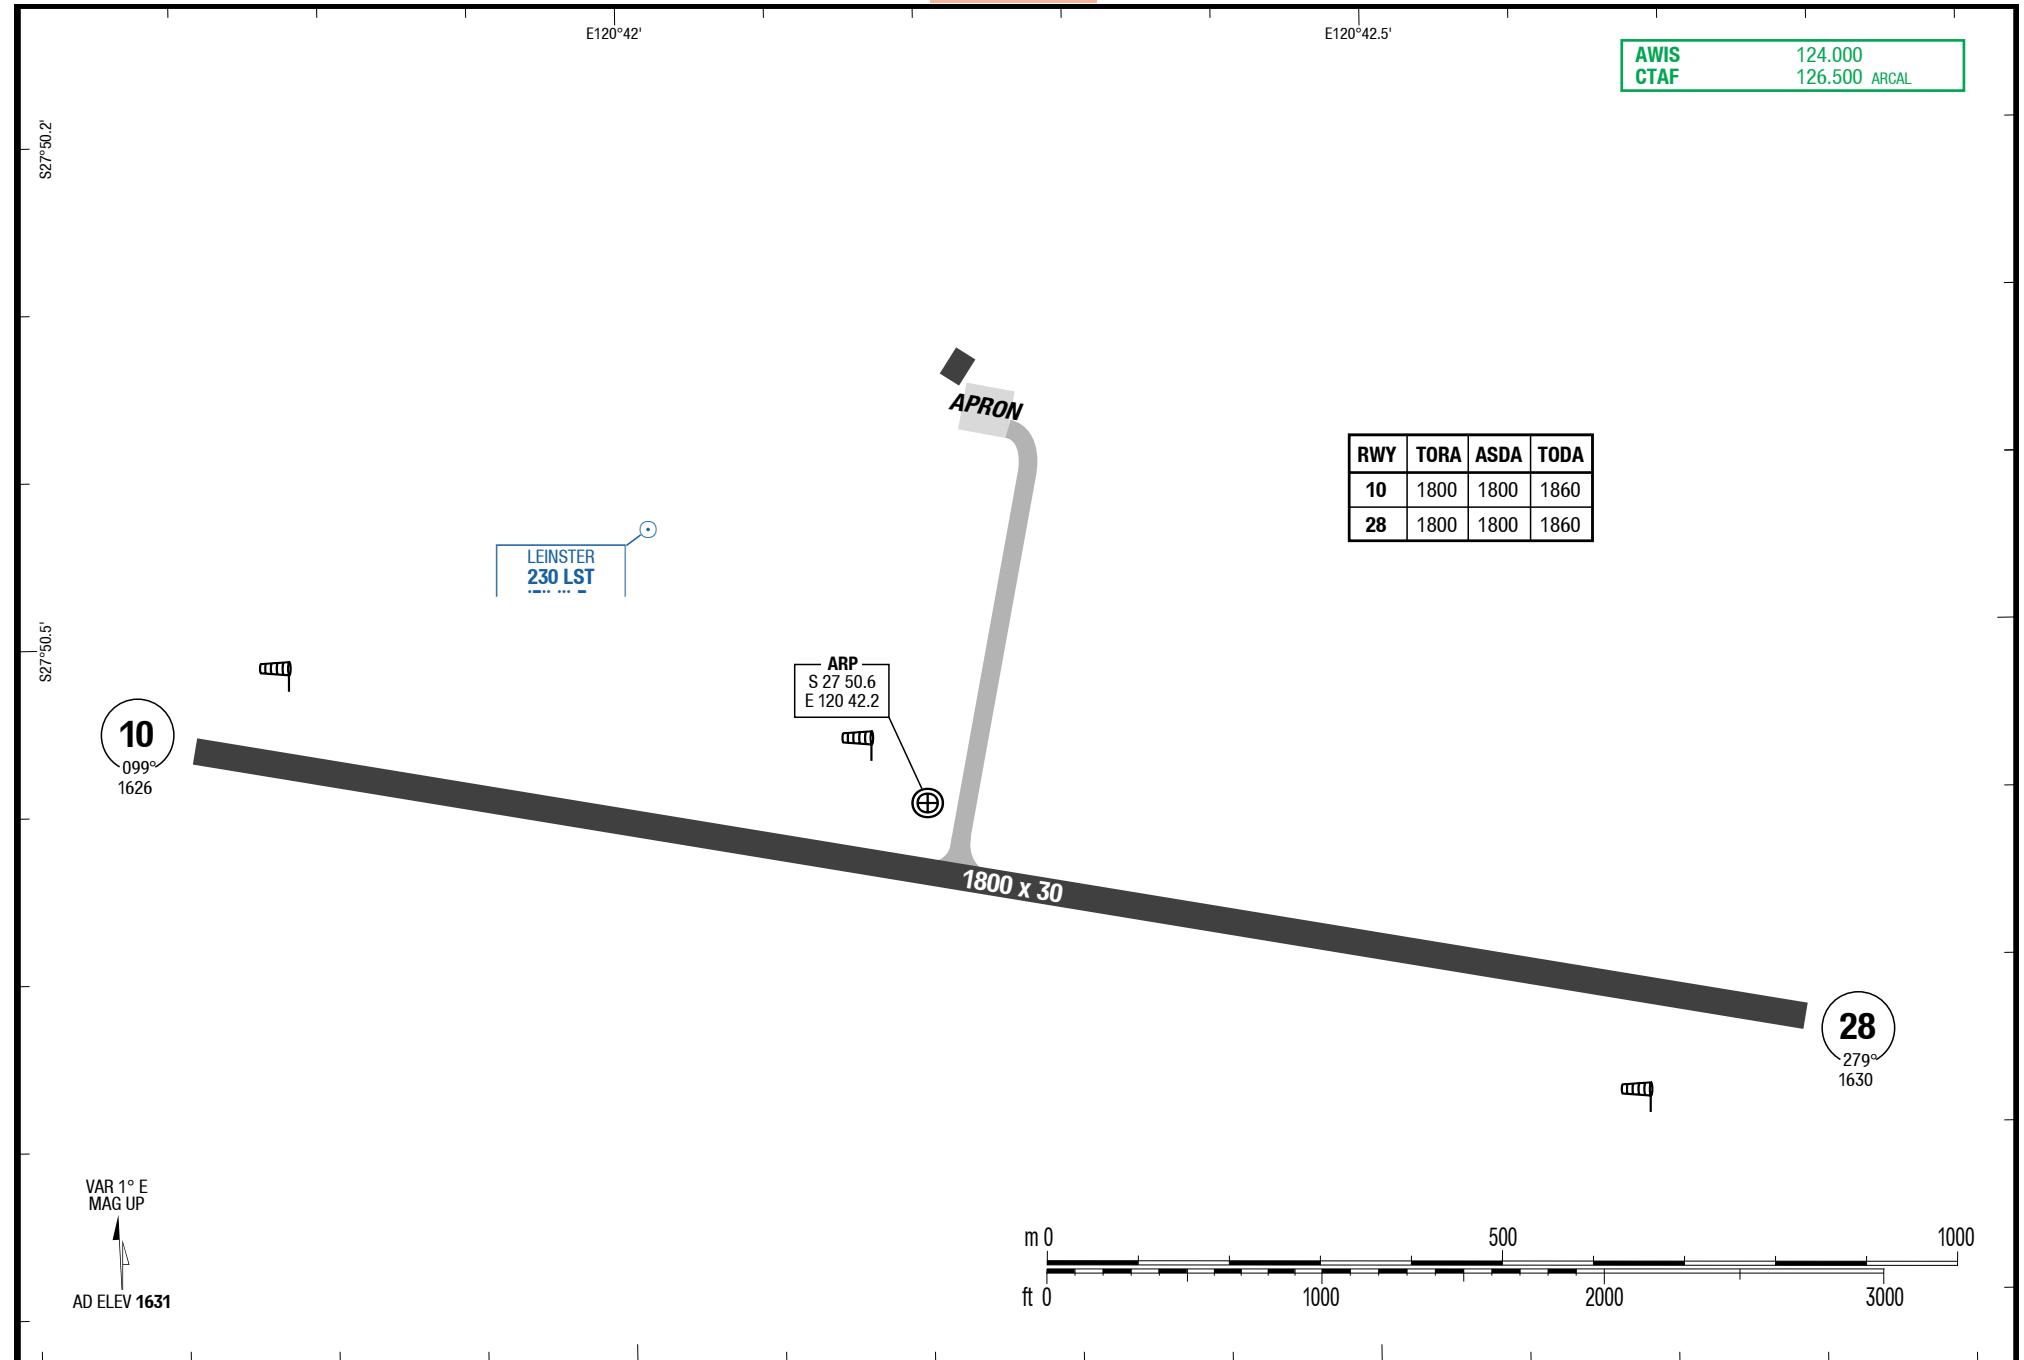 E120°42'
E120°42.5'
AWIS 124.000
CTAF 126.500 ARCAL
S27°50.2'
APRON
RWY TORA ASDA TODA
10 1800 1800 1860
28 1800 1800 1860
LEINSTER
230 LST
S27°50.5'
ARP
S 27 50.6
E 120 42.2
10
099°
1626
1800 x 30
28
279°
1630
VAR 1° E
MAG UP
AD ELEV 1631
m 0 500 1000
ft 0 1000 2000 3000